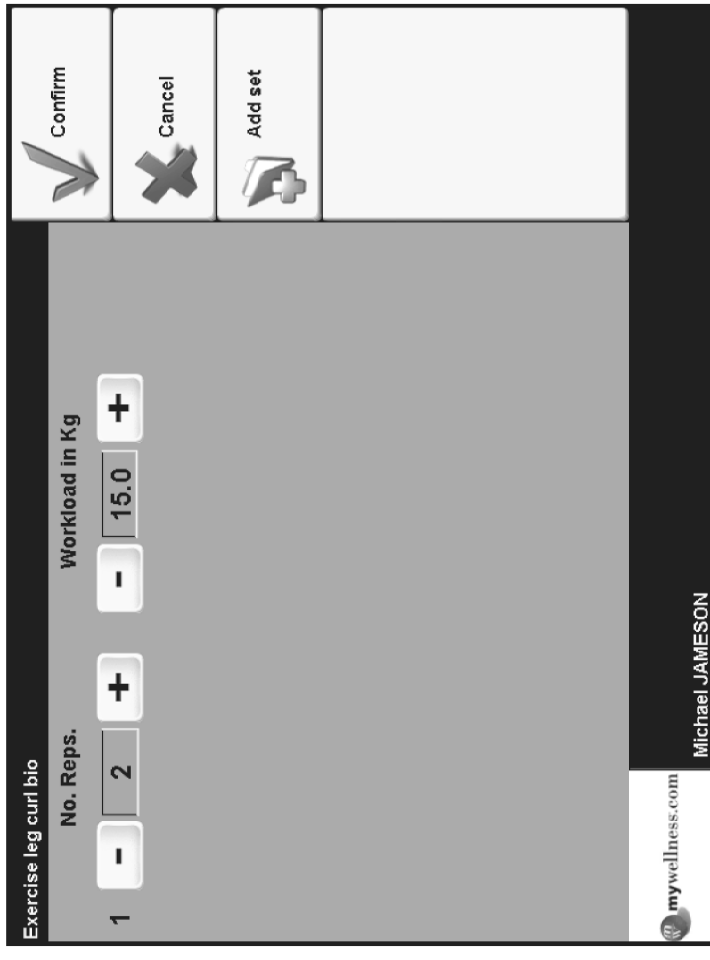 Exercise leg curl bio
No. Reps.
Workload in Kg
1
-
2
+
-
15.0
+
Confirm
Cancel
Add set
mywellness.com
Michael JAMESON